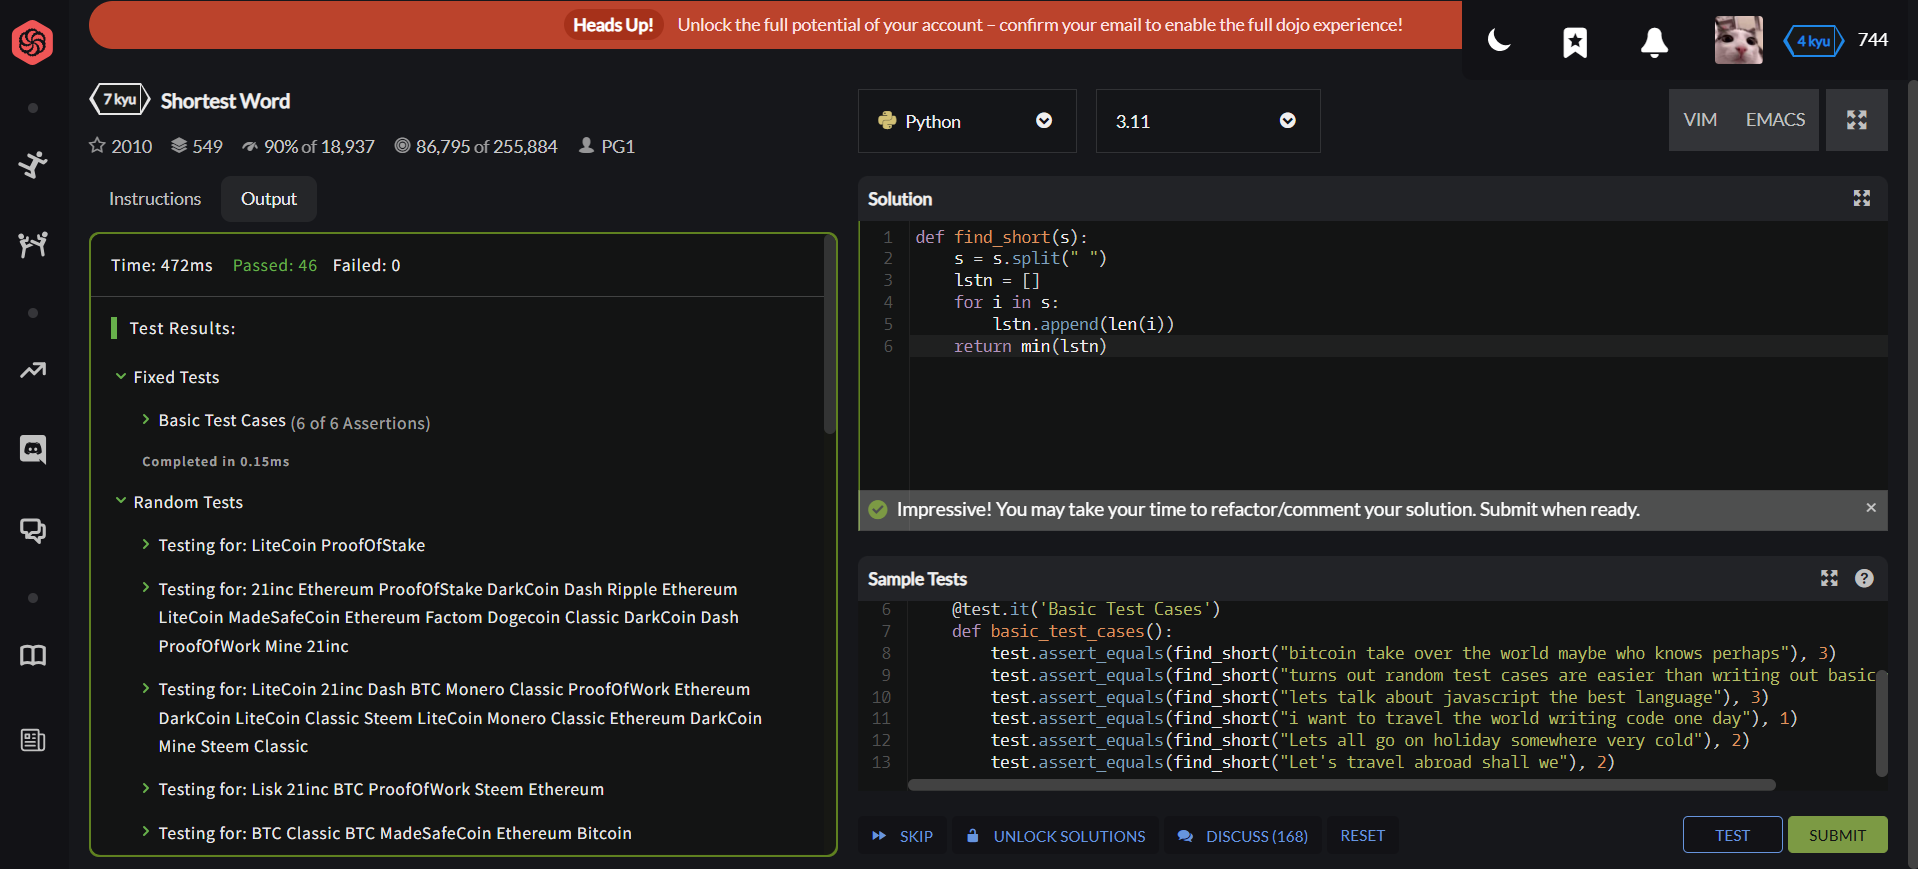 Heads Up! Unlock the full potential of your account – confirm your email to enable the full dojo experience!
4 kyu 744
7 kyu Shortest Word
2010 549 90% of 18,937 86,795 of 255,884 PG1
Instructions Output
Time: 472ms Passed: 46 Failed: 0
Test Results:
Fixed Tests
Basic Test Cases (6 of 6 Assertions)
Completed in 0.15ms
Random Tests
Testing for: LiteCoin ProofOfStake
Testing for: 21inc Ethereum ProofOfStake DarkCoin Dash Ripple Ethereum
LiteCoin MadeSafeCoin Ethereum Factom Dogecoin Classic DarkCoin Dash
ProofOfWork Mine 21inc
Testing for: LiteCoin 21inc Dash BTC Monero Classic ProofOfWork Ethereum
DarkCoin LiteCoin Classic Steem LiteCoin Monero Classic Ethereum DarkCoin
Mine Steem Classic
Testing for: Lisk 21inc BTC ProofOfWork Steem Ethereum
Testing for: BTC Classic BTC MadeSafeCoin Ethereum Bitcoin
Python 3.11 VIM EMACS
Solution
1 def find_short(s):
2     s = s.split(" ")
3     lstn = []
4     for i in s:
5         lstn.append(len(i))
6     return min(lstn)
Impressive! You may take your time to refactor/comment your solution. Submit when ready. ×
Sample Tests ?
6     @test.it('Basic Test Cases')
7     def basic_test_cases():
8         test.assert_equals(find_short("bitcoin take over the world maybe who knows perhaps"), 3)
9         test.assert_equals(find_short("turns out random test cases are easier than writing out basic
10         test.assert_equals(find_short("lets talk about javascript the best language"), 3)
11         test.assert_equals(find_short("i want to travel the world writing code one day"), 1)
12         test.assert_equals(find_short("Lets all go on holiday somewhere very cold"), 2)
13         test.assert_equals(find_short("Let's travel abroad shall we"), 2)
SKIP UNLOCK SOLUTIONS DISCUSS (168) RESET TEST SUBMIT